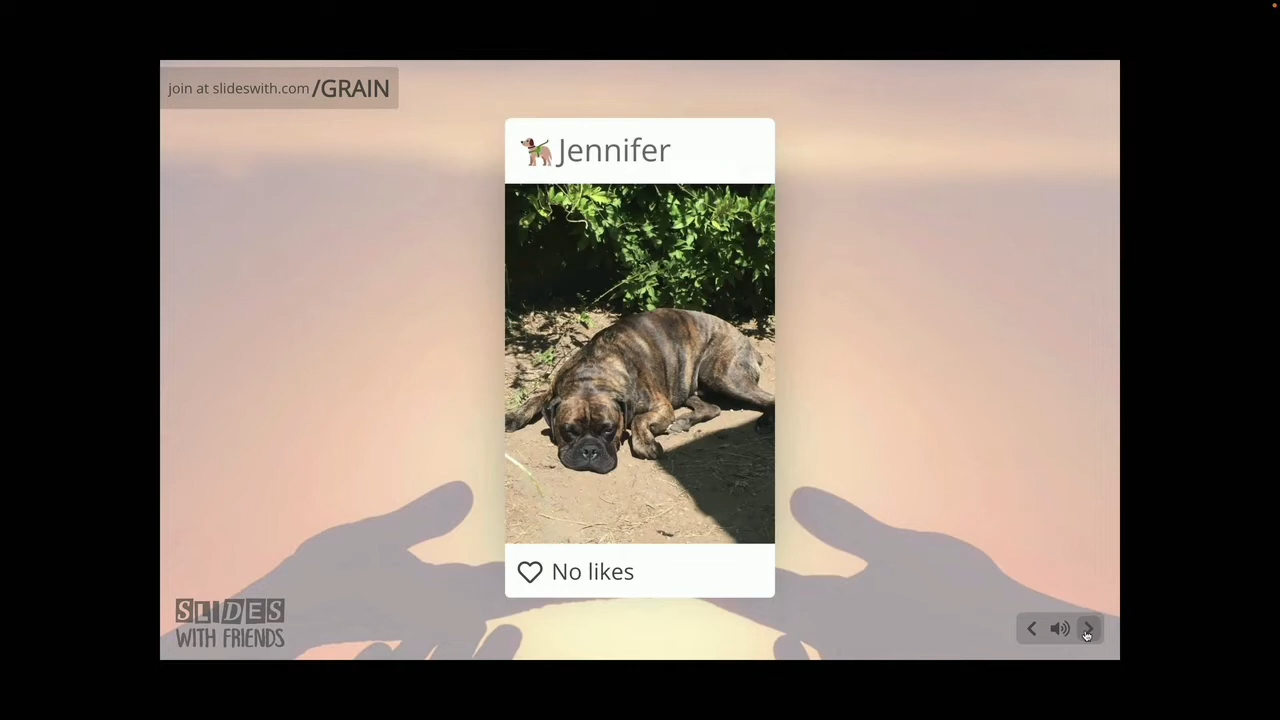 join at slideswith.com/GRAIN
Jennifer
No likes
SLIDES
WITH FRIENDS